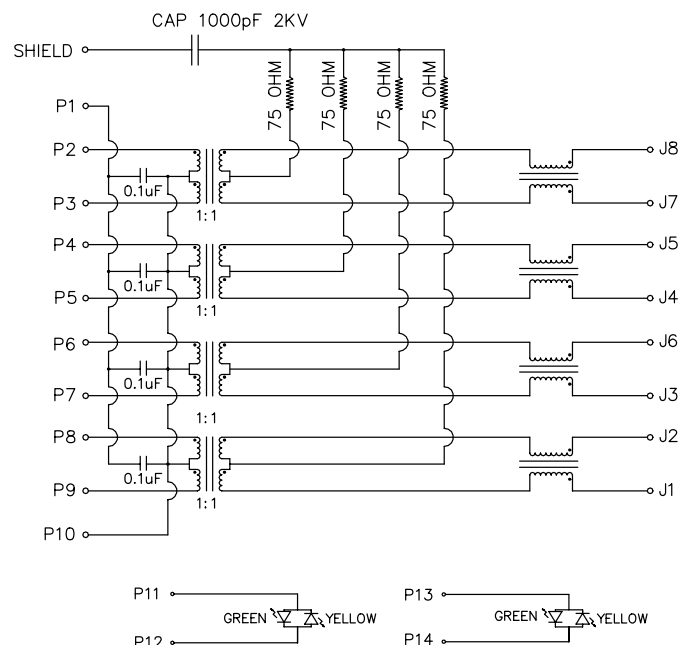 CAP 1000pF 2KV
SHIELD
75 OHM
75 OHM
75 OHM
75 OHM
P1
P2
J8
0.1uF
P3
1:1
J7
P4
J5
0.1uF
P5
1:1
J4
P6
J6
0.1uF
P7
1:1
J3
P8
J2
0.1uF
P9
1:1
J1
P10
P11
P13
GREEN
YELLOW
GREEN
YELLOW
P12
P14